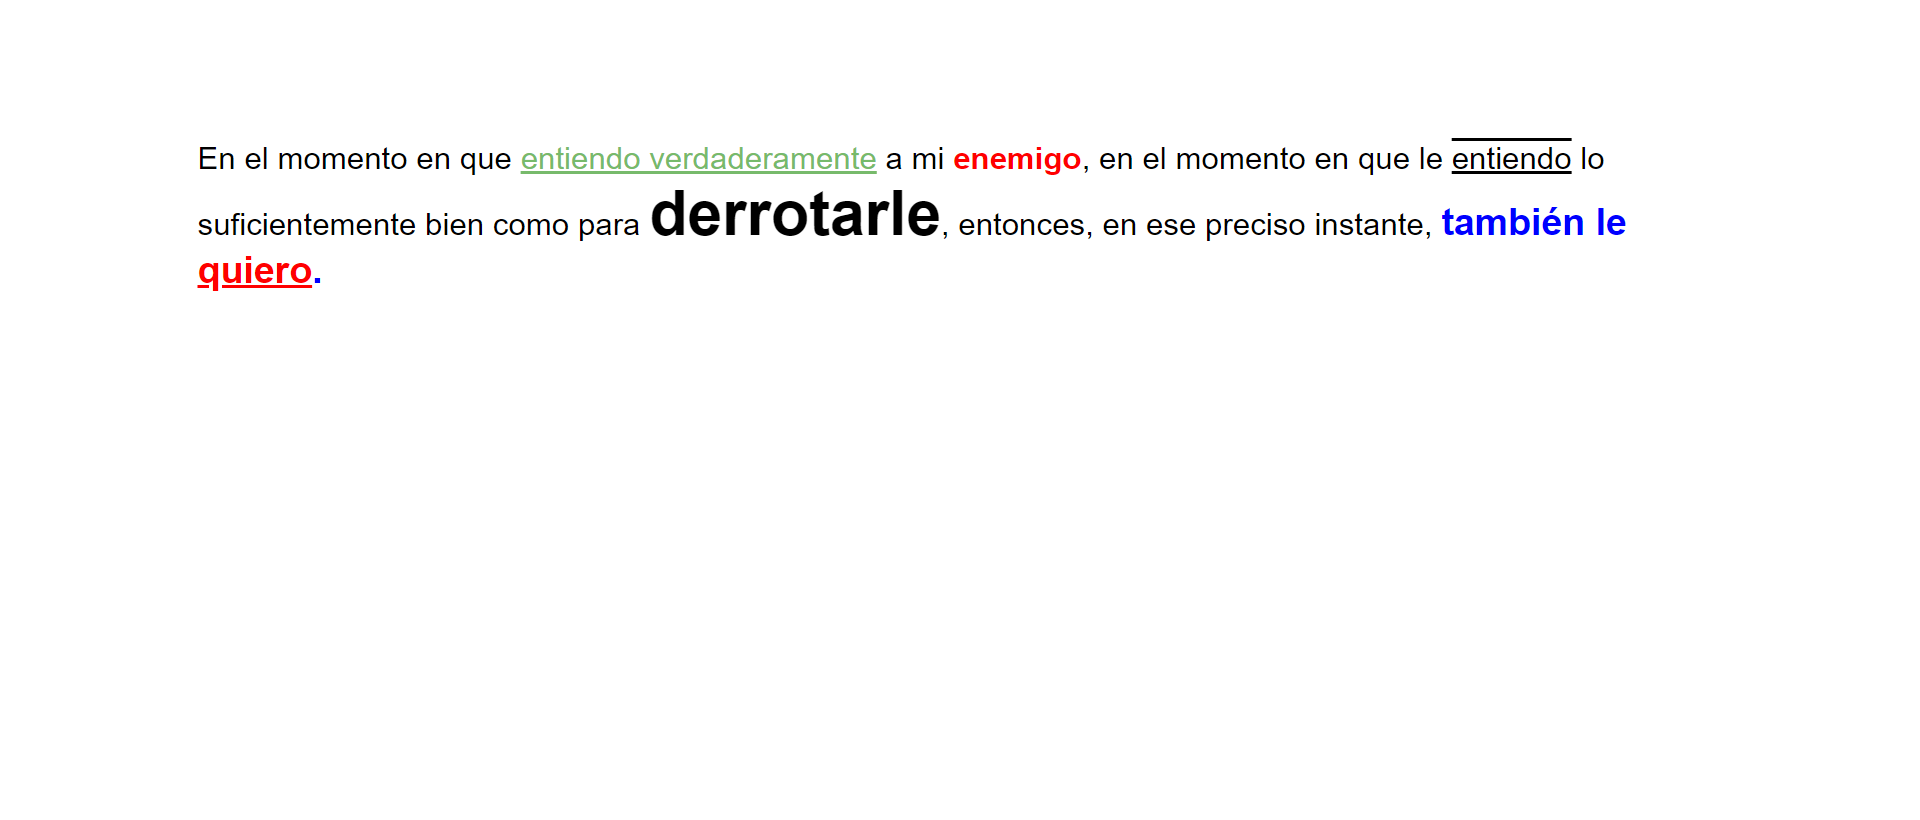 En el momento en que entiendo verdaderamente a mi enemigo, en el momento en que le entiendo lo
suficientemente bien como para derrotarle, entonces, en ese preciso instante, también le
quiero.